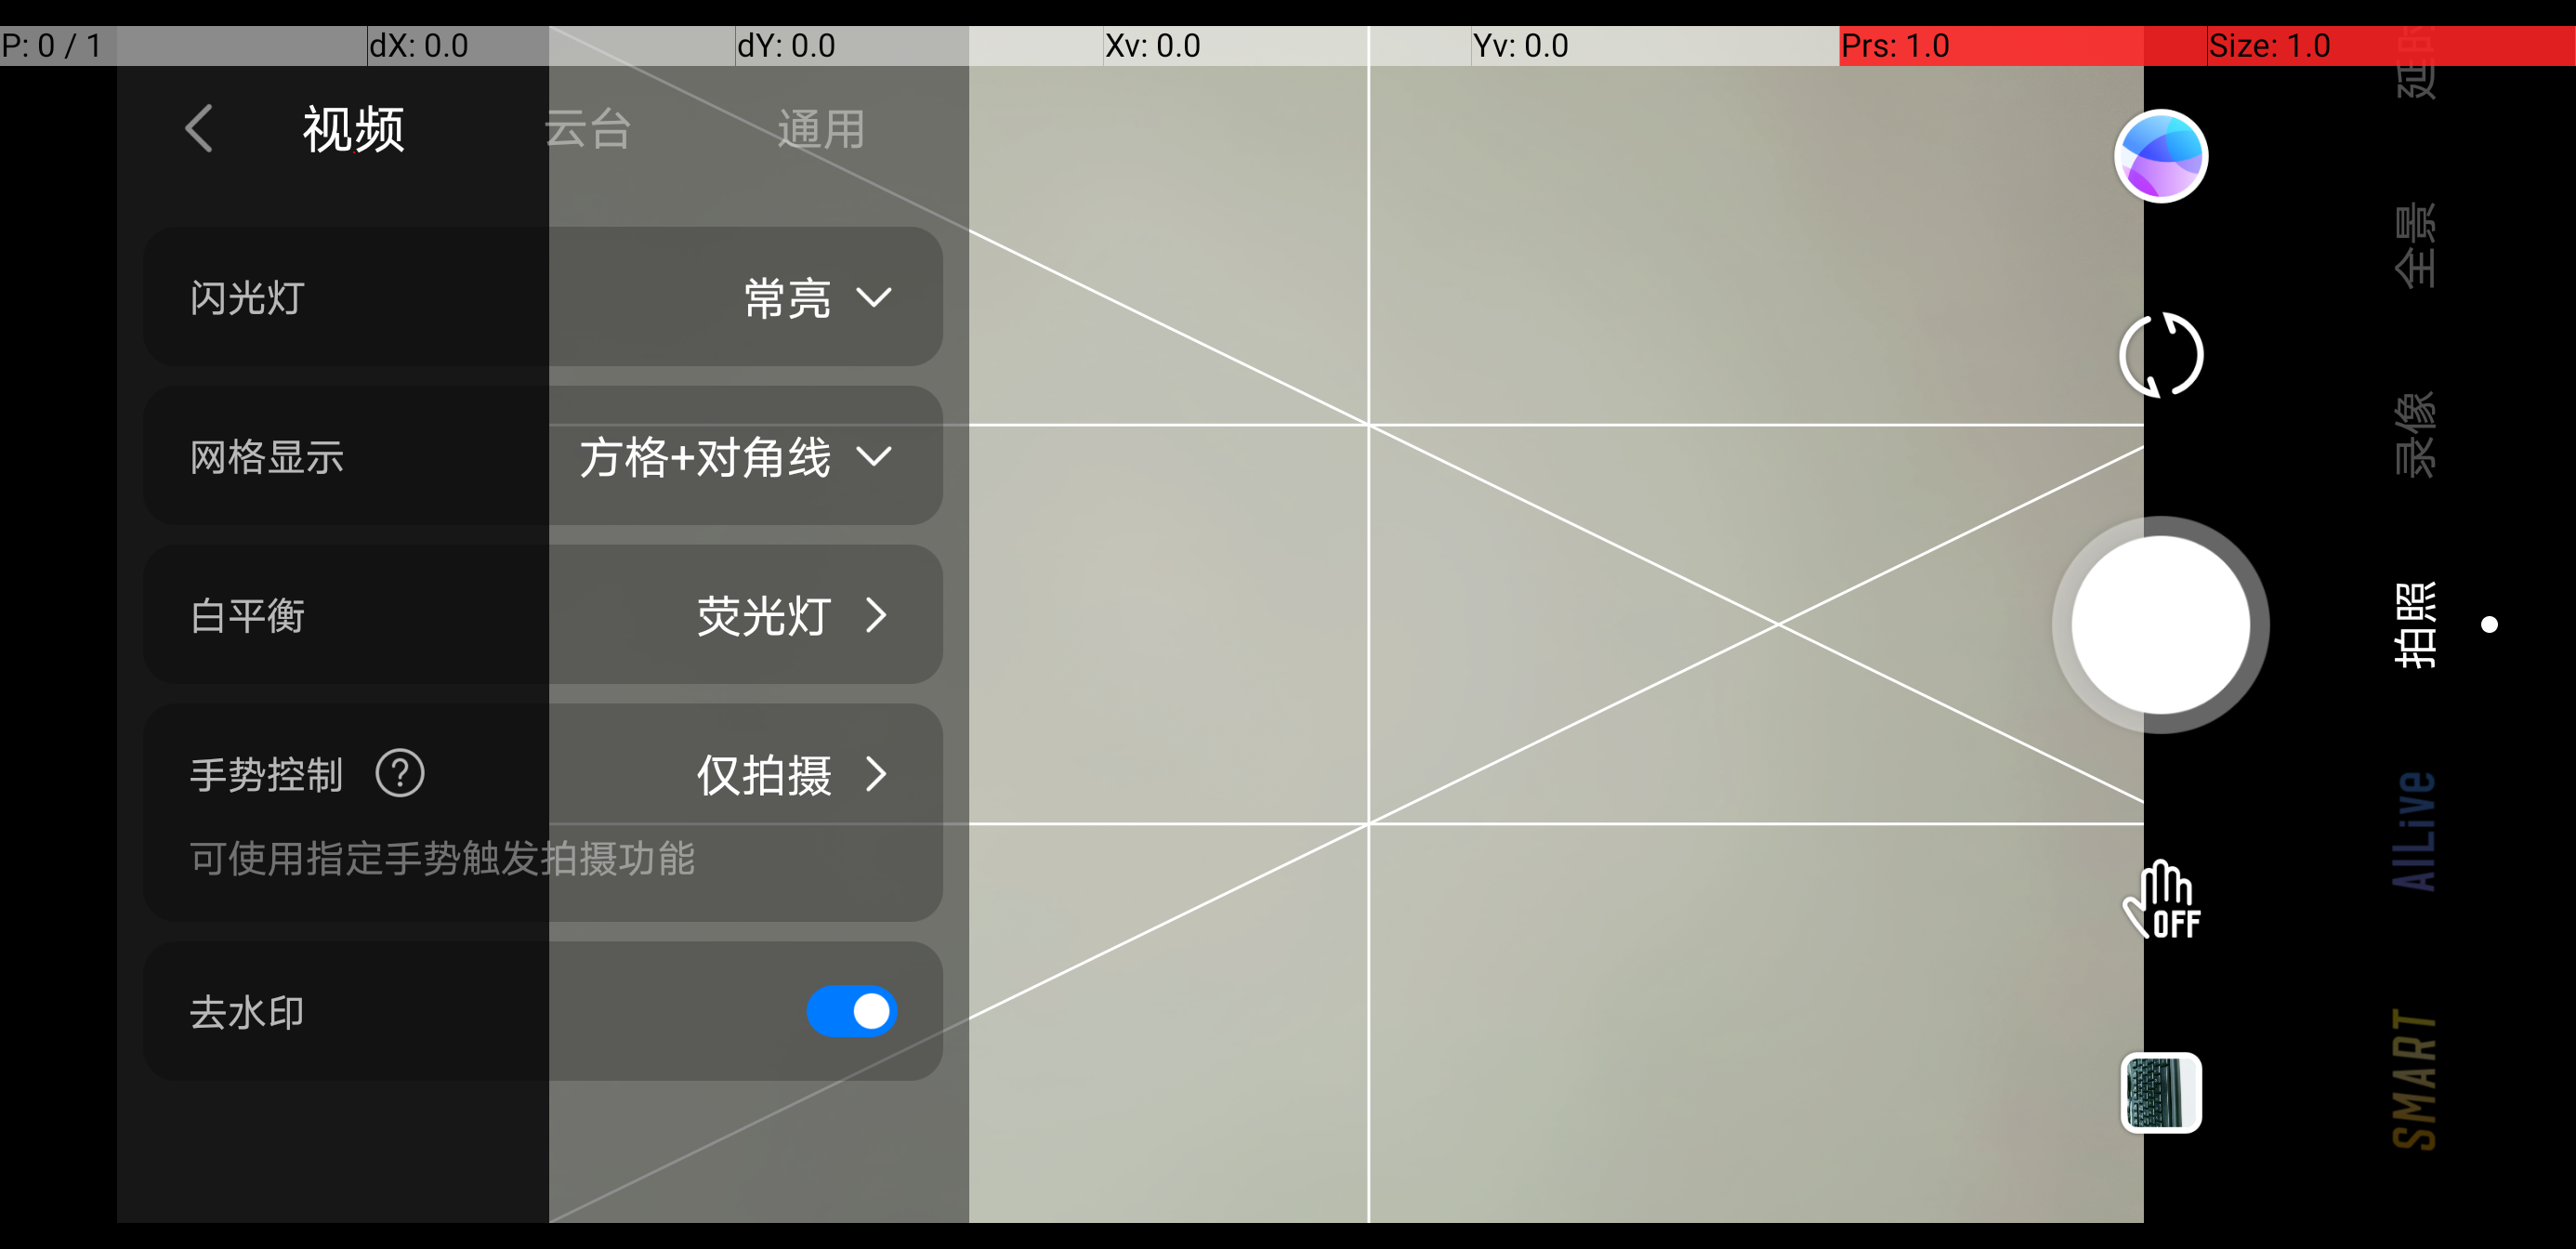 P: 0 / 1 dX: 0.0 dY: 0.0 Xv: 0.0 Yv: 0.0 Prs: 1.0 Size: 1.0
视频 云台 通用
闪光灯 常亮
网格显示 方格+对角线
白平衡 荧光灯
手势控制 ? 仅拍摄
可使用指定手势触发拍摄功能
去水印
OFF
延时
全景
录像
拍照
AILive
SMART